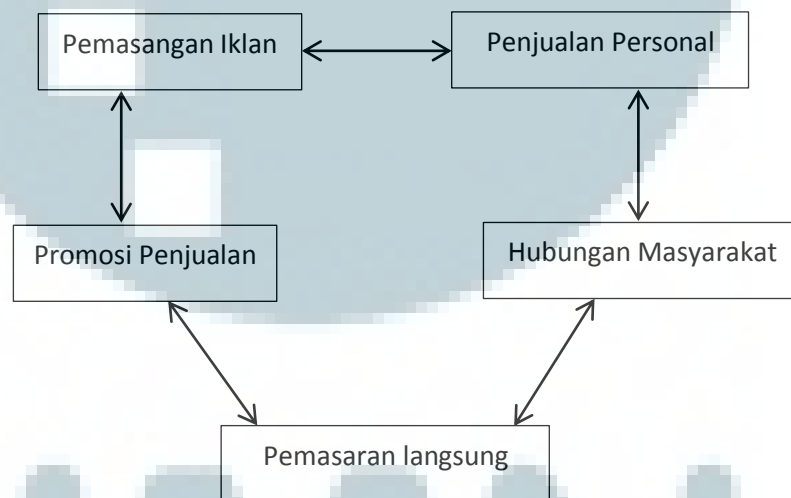 Pemasangan Iklan
Penjualan Personal
Promosi Penjualan
Hubungan Masyarakat
Pemasaran langsung